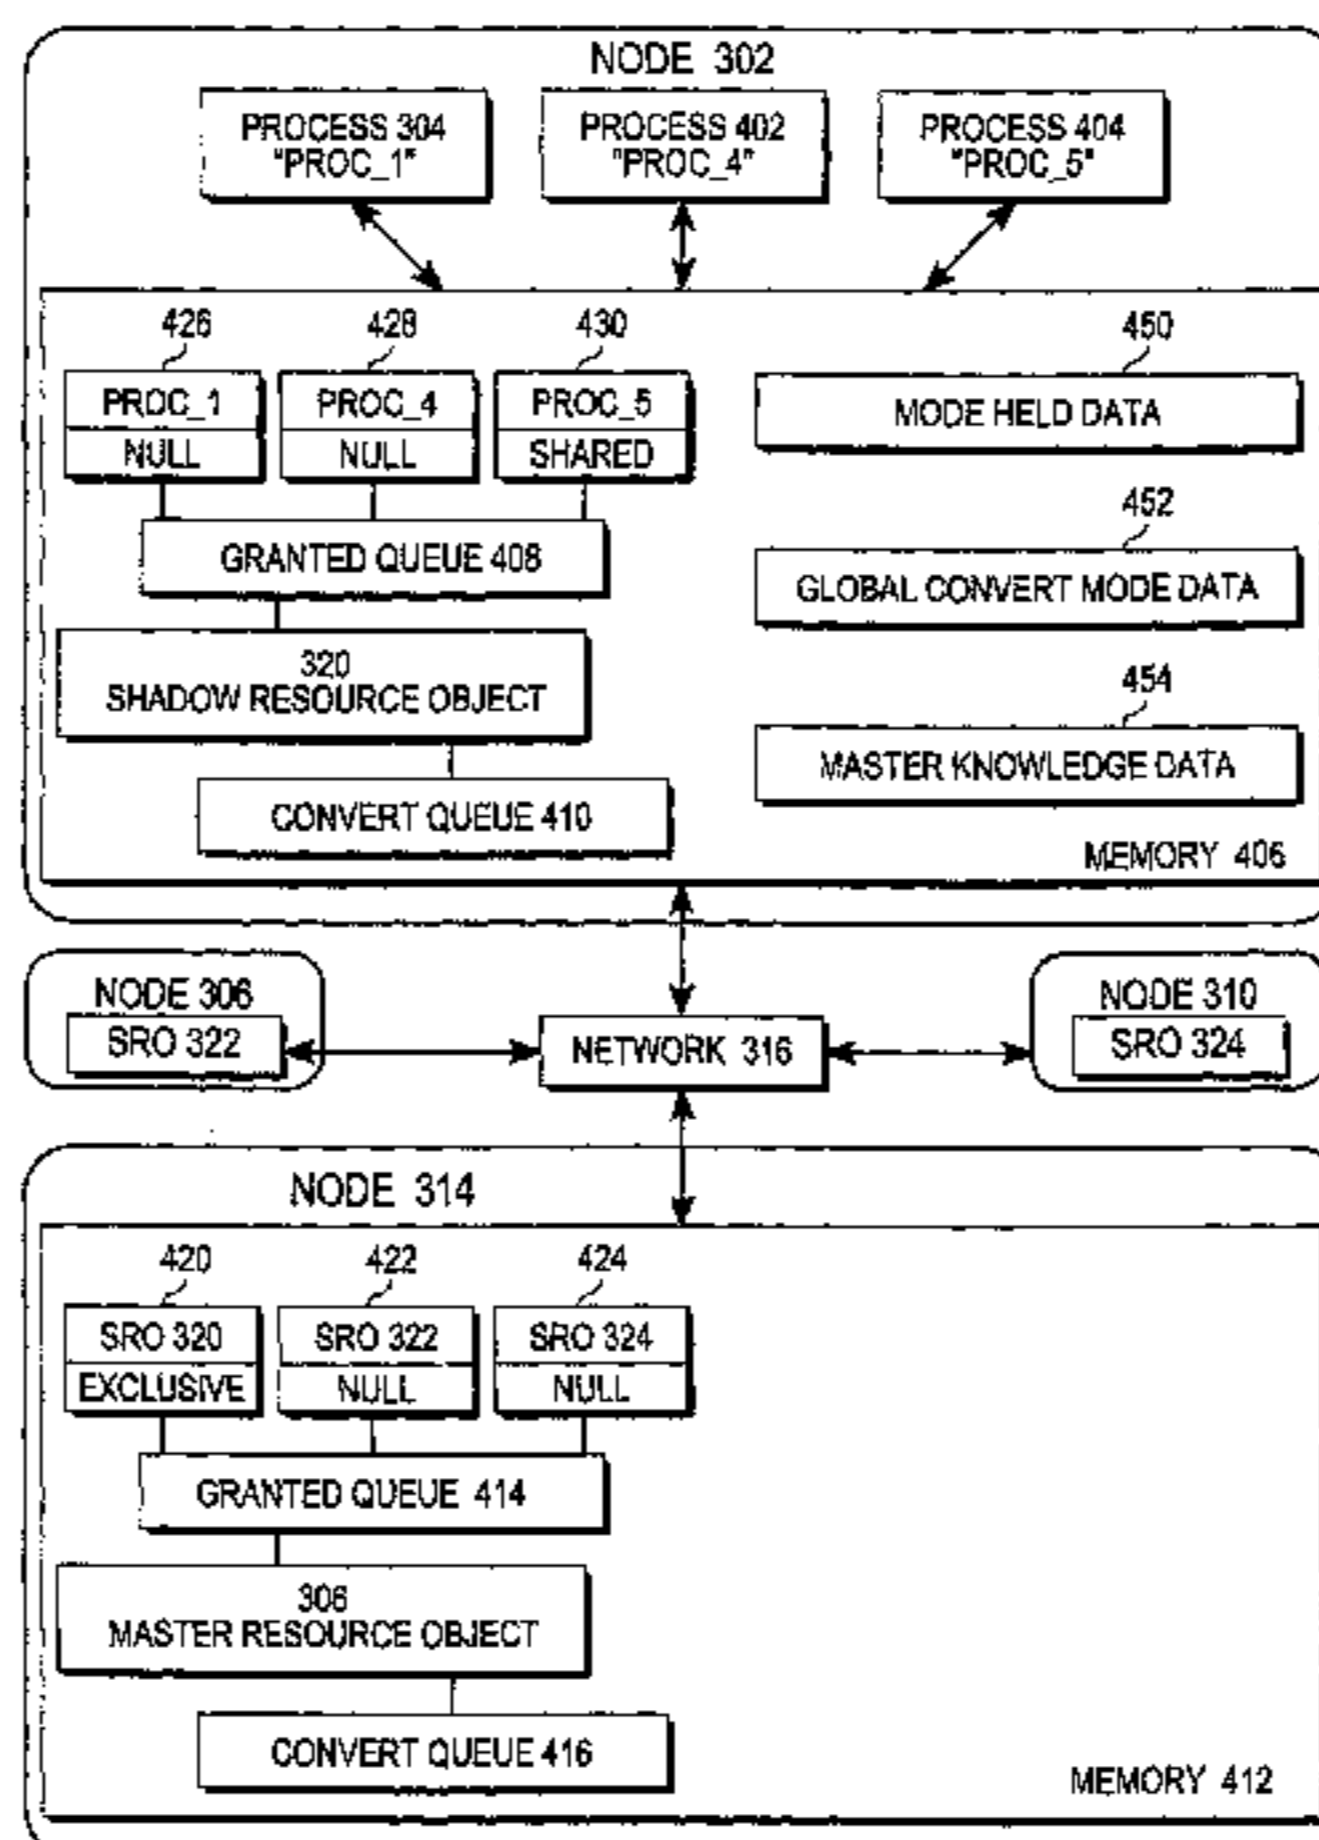 NODE 302
PROCESS 304
"PROC_1"
PROCESS 402
"PROC_4"
PROCESS 404
"PROC_5"
426
428
430
450
PROC_1
NULL
PROC_4
NULL
PROC_5
SHARED
MODE HELD DATA
GRANTED QUEUE 408
452
GLOBAL CONVERT MODE DATA
320
SHADOW RESOURCE OBJECT
454
MASTER KNOWLEDGE DATA
CONVERT QUEUE 410
MEMORY 406
NODE 306
SRO 322
NETWORK 316
NODE 310
SRO 324
NODE 314
420
422
424
SRO 320
EXCLUSIVE
SRO 322
NULL
SRO 324
NULL
GRANTED QUEUE 414
306
MASTER RESOURCE OBJECT
CONVERT QUEUE 416
MEMORY 412